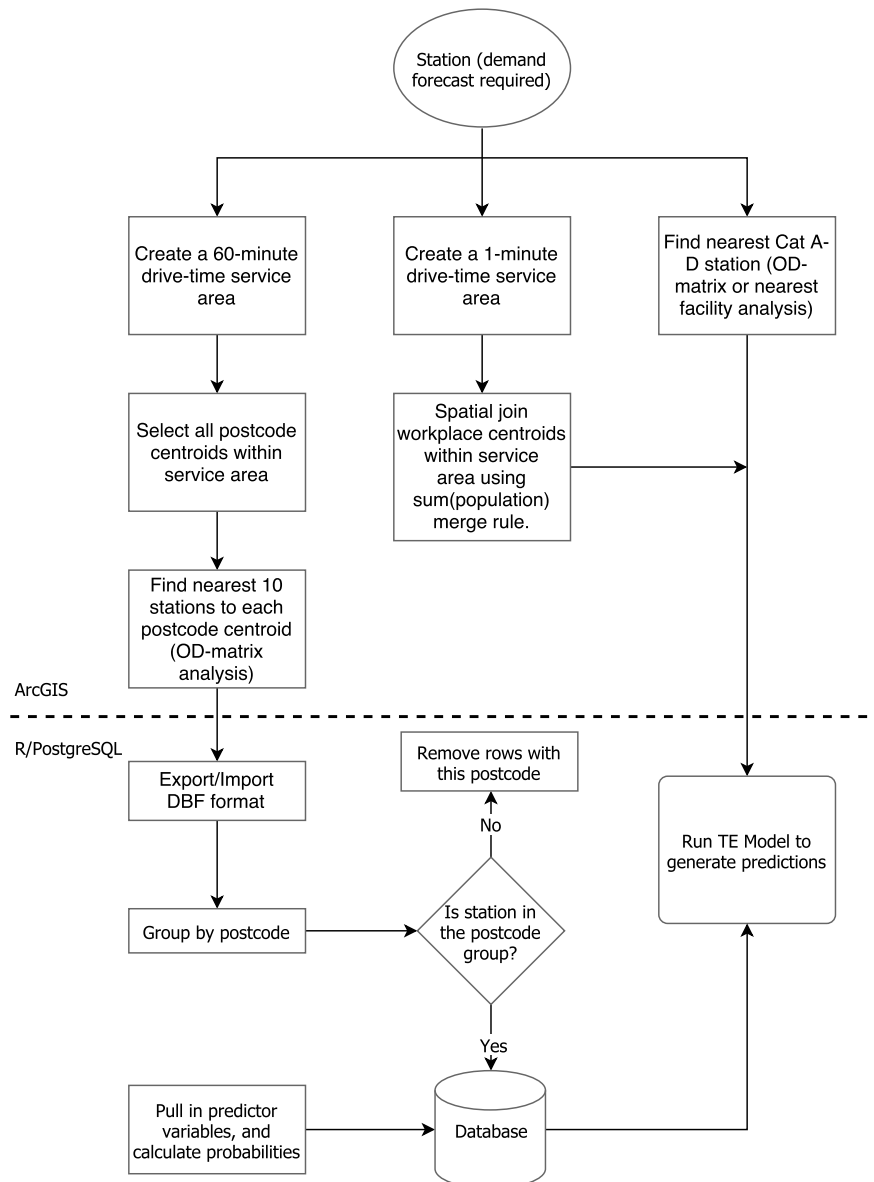 Station (demand
forecast required)
Create a 60-minute
drive-time service
area
Create a 1-minute
drive-time service
area
Find nearest Cat A-
D station (OD-
matrix or nearest
facility analysis)
Select all postcode
centroids within
service area
Spatial join
workplace centroids
within service
area using
sum(population)
merge rule.
Find nearest 10
stations to each
postcode centroid
(OD-matrix
analysis)
ArcGIS
R/PostgreSQL
Export/Import
DBF format
Remove rows with
this postcode
No
Run TE Model to
generate predictions
Group by postcode
Is station in
the postcode
group?
Yes
Pull in predictor
variables, and
calculate probabilities
Database